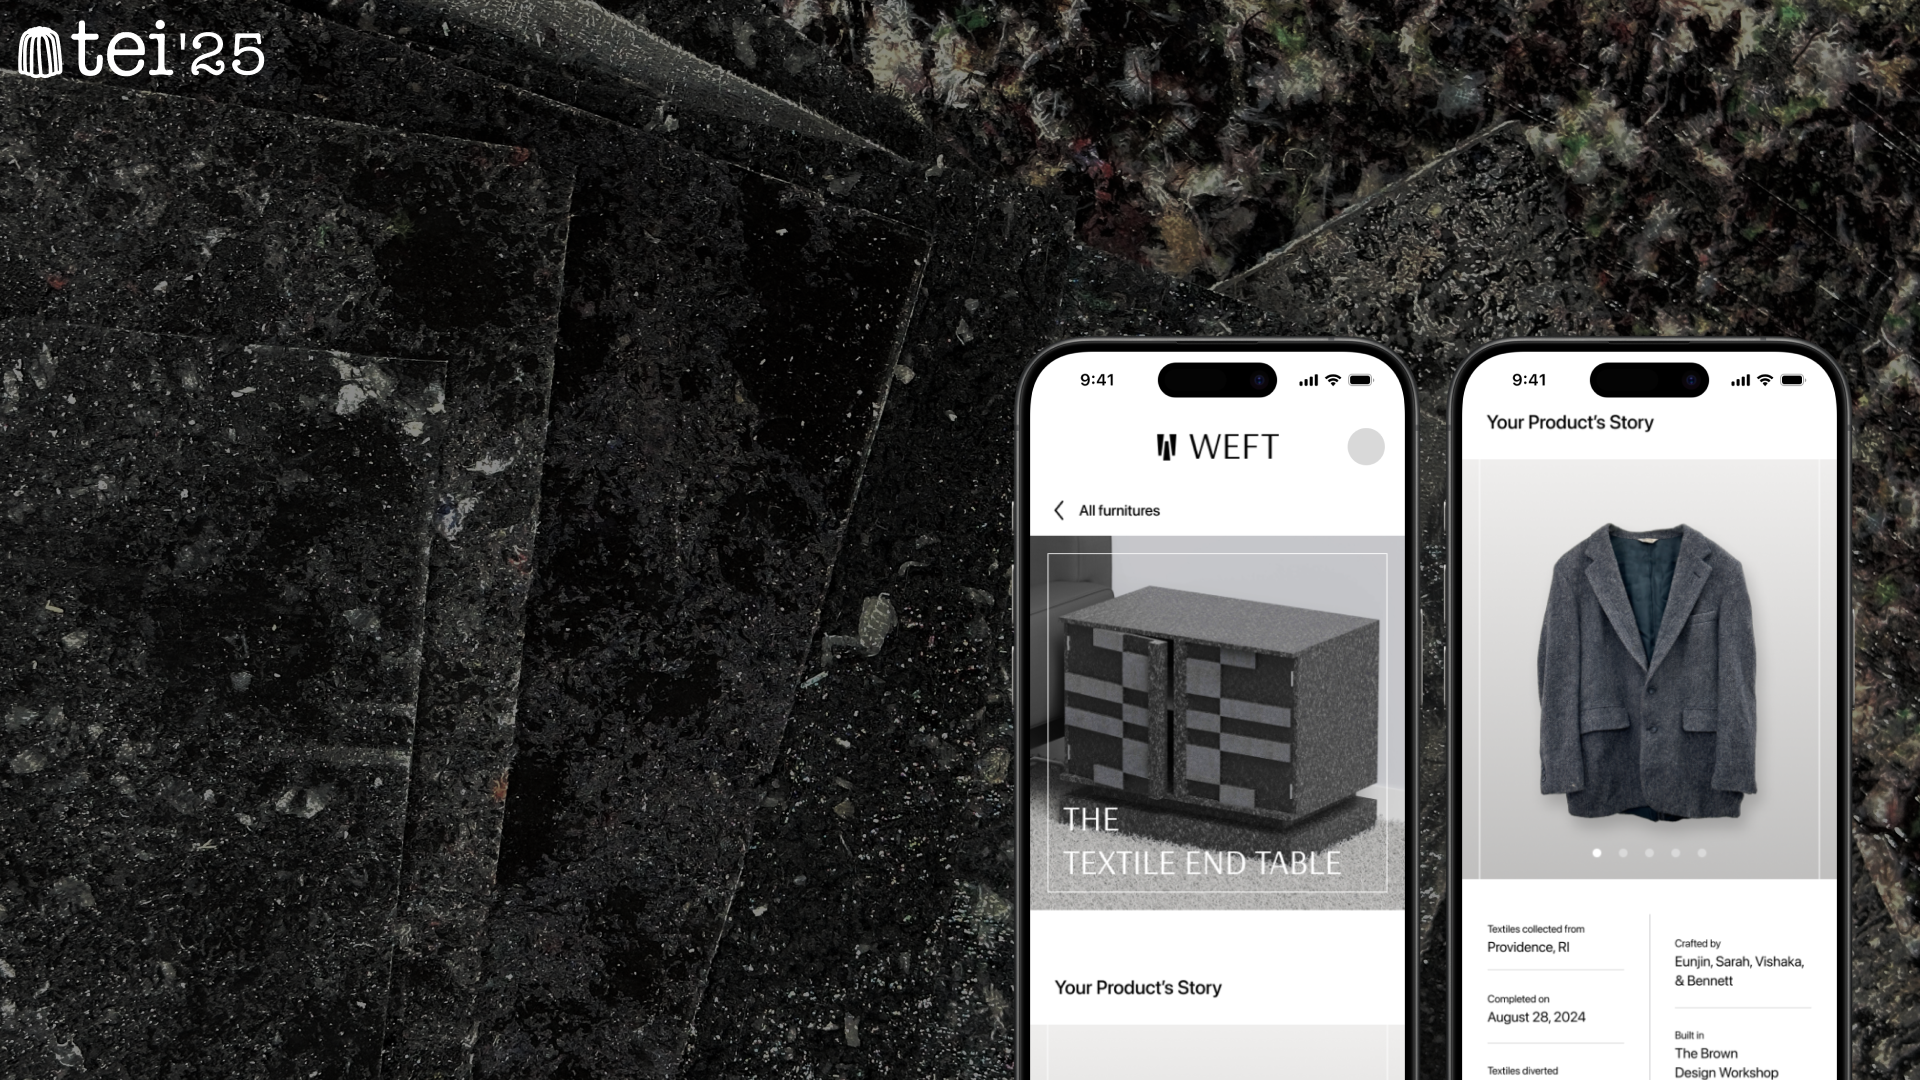 tei'25
9:41
WEFT
All furnitures
THE
TEXTILE END TABLE
Your Product's Story
9:41
Your Product's Story
Textiles collected from
Providence, RI
Completed on
August 28, 2024
Textiles diverted
Crafted by
Eunjin, Sarah, Vishaka,
& Bennett
Built in
The Brown
Design Workshop